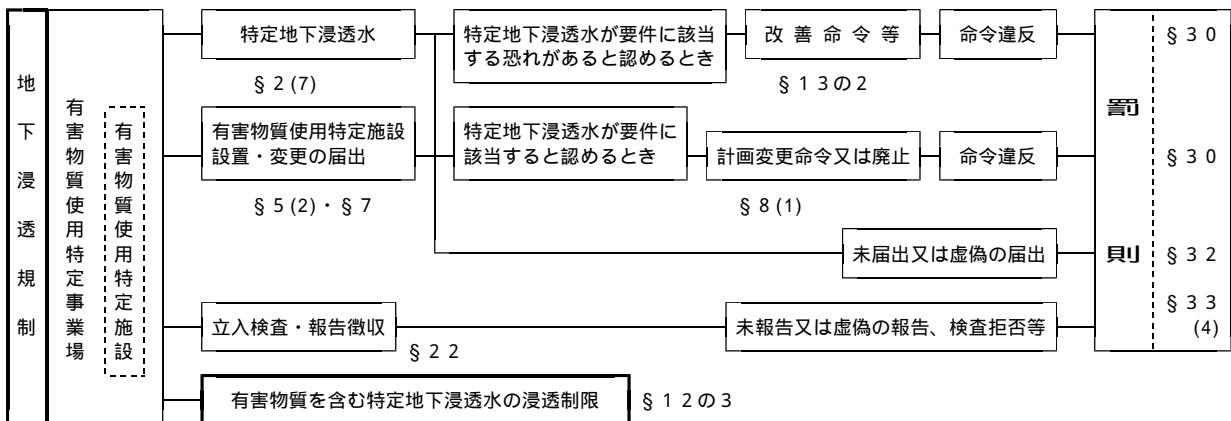 地下浸透規制
有害物質使用特定事業場
有害物質使用特定施設
特定地下浸透水
§2(7)
特定地下浸透水が要件に該当
する恐れがあると認めるとき
改善命令等
§13の2
命令違反
§30
有害物質使用特定施設
設置・変更の届出
§5(2)・§7
特定地下浸透水が要件に
該当すると認めるとき
計画変更命令又は廃止
§8(1)
命令違反
§30
未届出又は虚偽の届出
§32
立入検査・報告徴収
§22
未報告又は虚偽の報告、検査拒否等
§33
(4)
罰則
有害物質を含む特定地下浸透水の浸透制限
§12の3